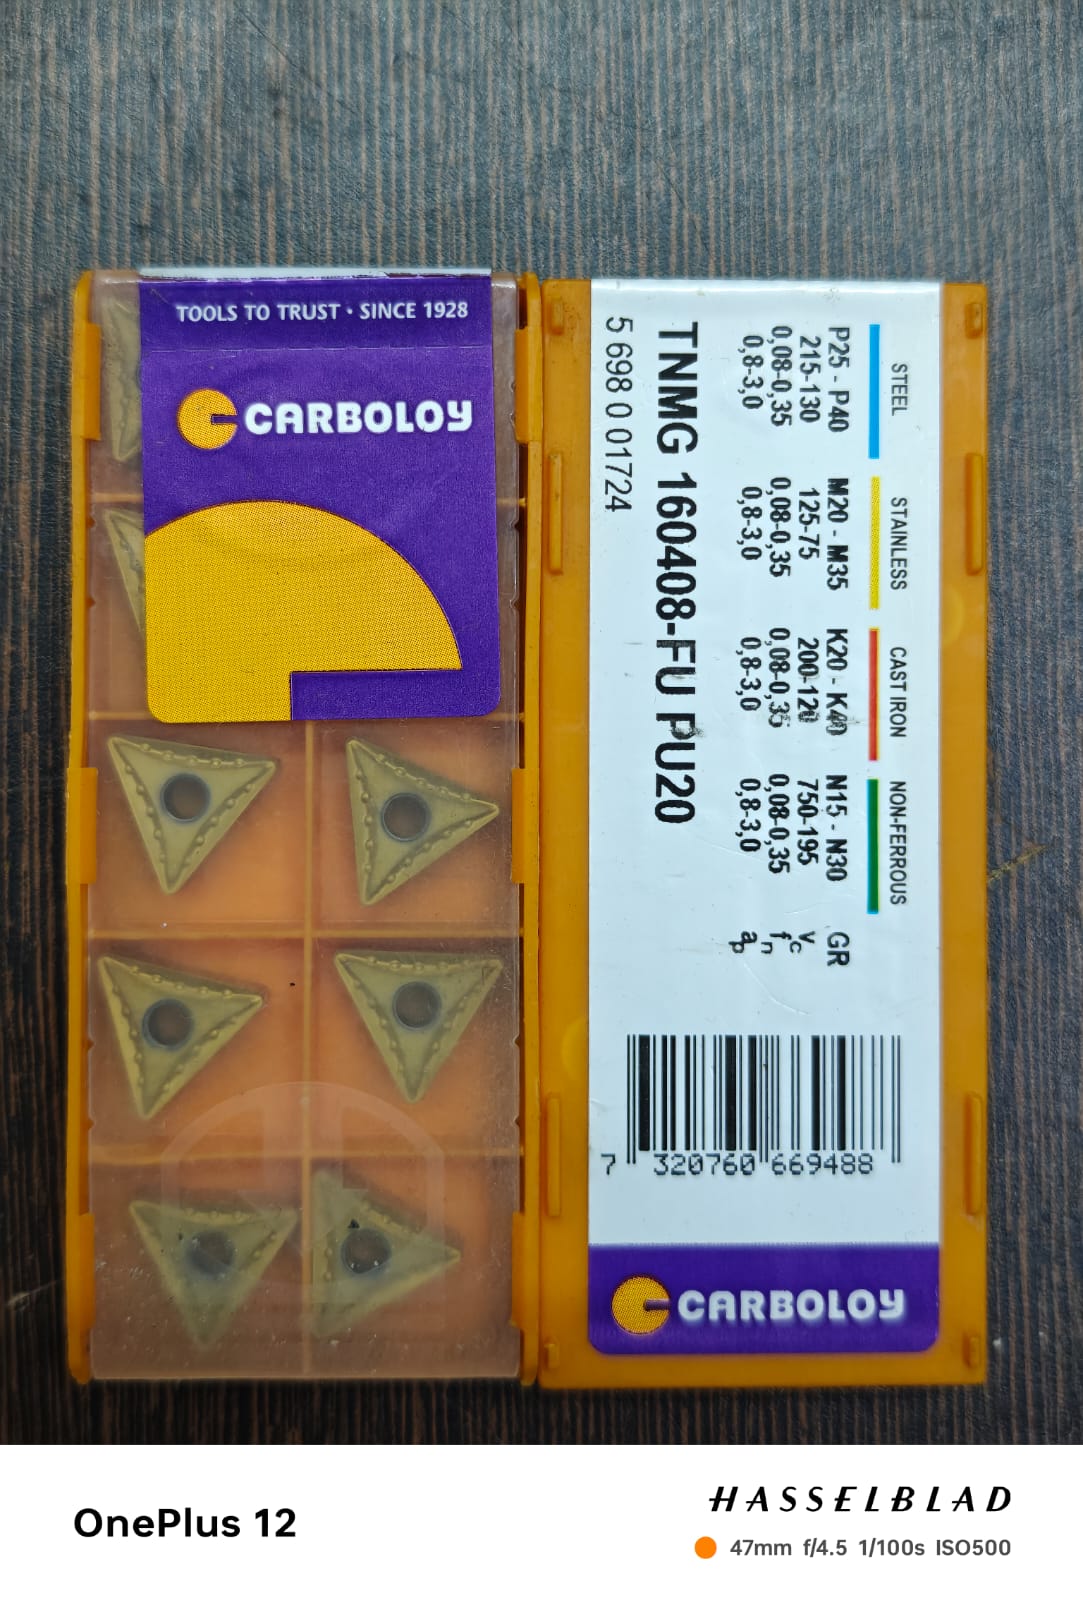 TOOLS TO TRUST · SINCE 1928
CARBOLOY
STEEL STAINLESS CAST IRON NON-FERROUS
P25 - P40 M20 - M35 K20 - K40 N15 - N30 GR
215-130 125-75 200-120 750-195 vc
0,08-0,35 0,08-0,35 0,08-0,35 0,08-0,35 fn
0,8-3,0 0,8-3,0 0,8-3,0 0,8-3,0 ap
TNMG 160408-FU PU20
5 698 0 01724
7 320760 669488
CARBOLOY
OnePlus 12
HASSELBLAD
47mm f/4.5 1/100s ISO500